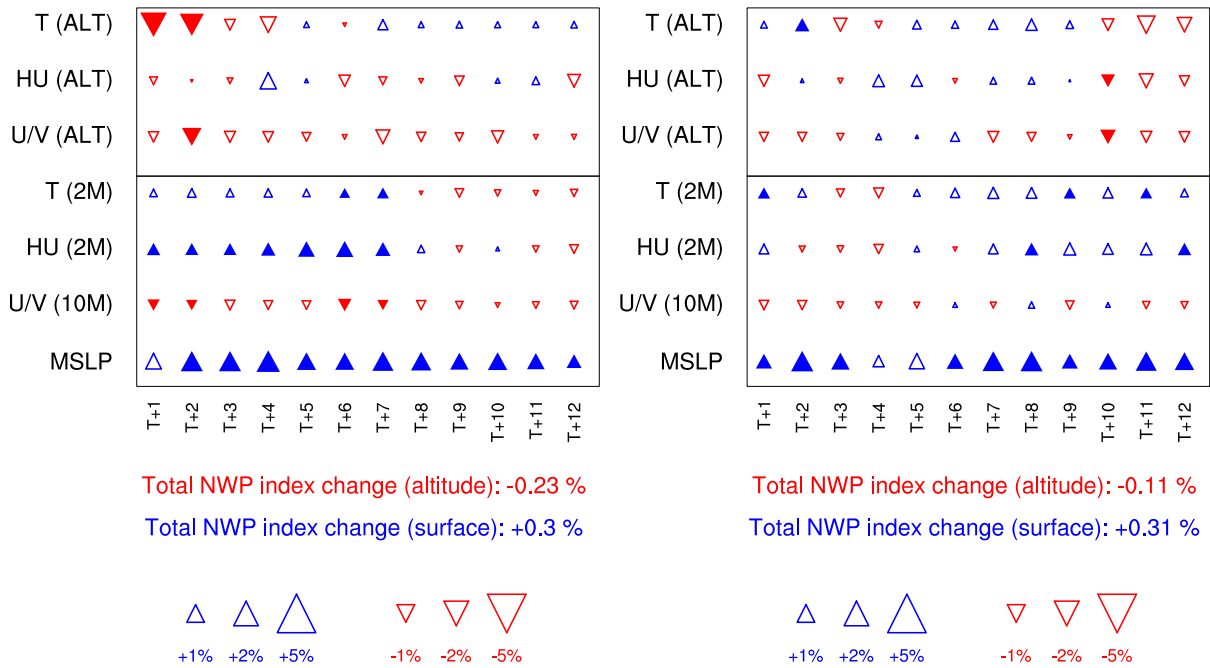 T (ALT)
HU (ALT)
U/V (ALT)
T (2M)
HU (2M)
U/V (10M)
MSLP
T+1 T+2 T+3 T+4 T+5 T+6 T+7 T+8 T+9 T+10 T+11 T+12
Total NWP index change (altitude): -0.23 %
Total NWP index change (surface): +0.3 %
+1% +2% +5% -1% -2% -5%
T (ALT)
HU (ALT)
U/V (ALT)
T (2M)
HU (2M)
U/V (10M)
MSLP
T+1 T+2 T+3 T+4 T+5 T+6 T+7 T+8 T+9 T+10 T+11 T+12
Total NWP index change (altitude): -0.11 %
Total NWP index change (surface): +0.31 %
+1% +2% +5% -1% -2% -5%